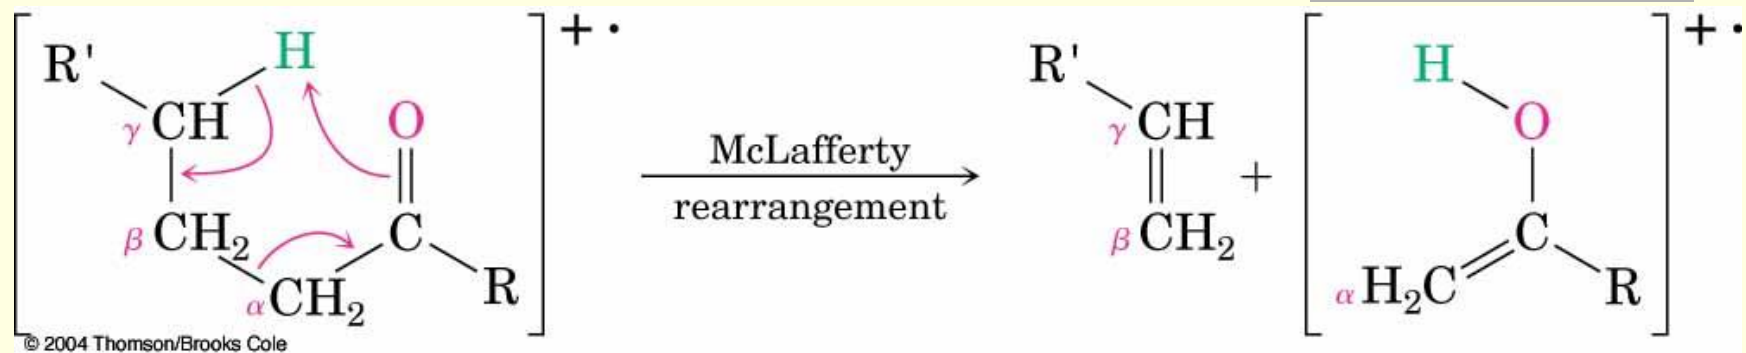 R' H
+·
γ CH O
β CH₂ C
α CH₂ R
McLafferty
rearrangement
R'
γ CH
β CH₂
+
H
+·
O
C
α H₂C R
© 2004 Thomson/Brooks Cole